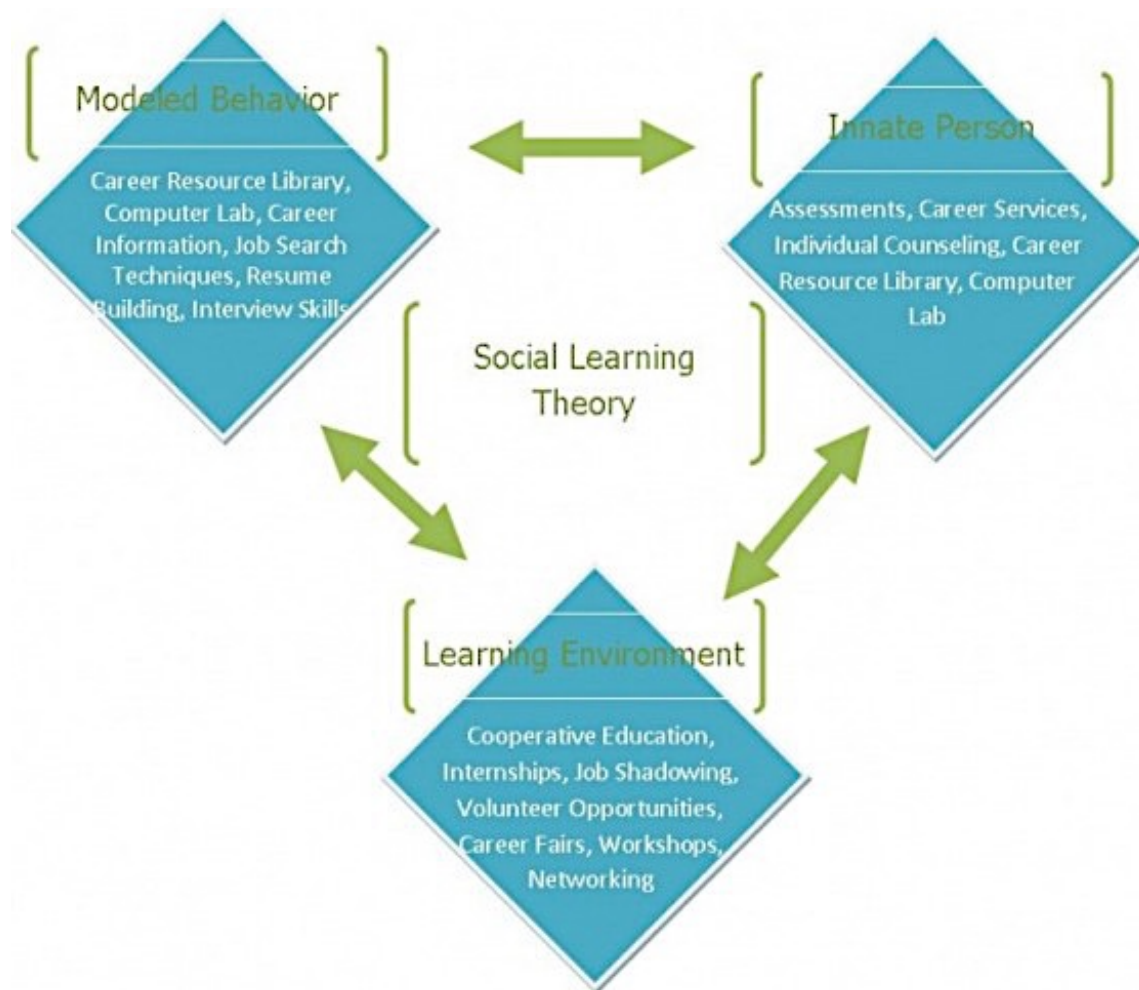 Modeled Behavior
Career Resource Library,
Computer Lab, Career
Information, Job Search
Techniques, Resume
Building, Interview Skills
Innate Person
Assessments, Career Services,
Individual Counseling, Career
Resource Library, Computer
Lab
Social Learning
Theory
Learning Environment
Cooperative Education,
Internships, Job Shadowing,
Volunteer Opportunities,
Career Fairs, Workshops,
Networking